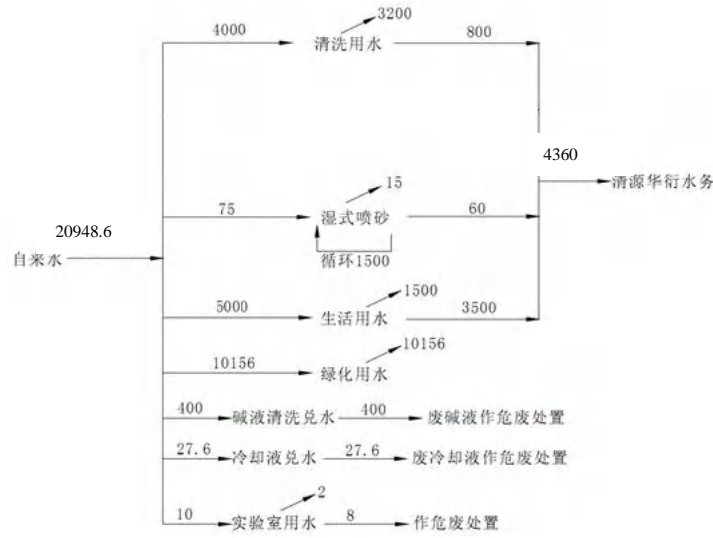 3200
4000
清洗用水
800
4360
清源华衍水务
15
75
湿式喷砂
60
20948.6
自来水
循环1500
1500
5000
生活用水
3500
10156
10156
绿化用水
400
碱液清洗兑水
400
废碱液作危废处置
27.6
冷却液兑水
27.6
废冷却液作危废处置
2
10
实验室用水
8
作危废处置